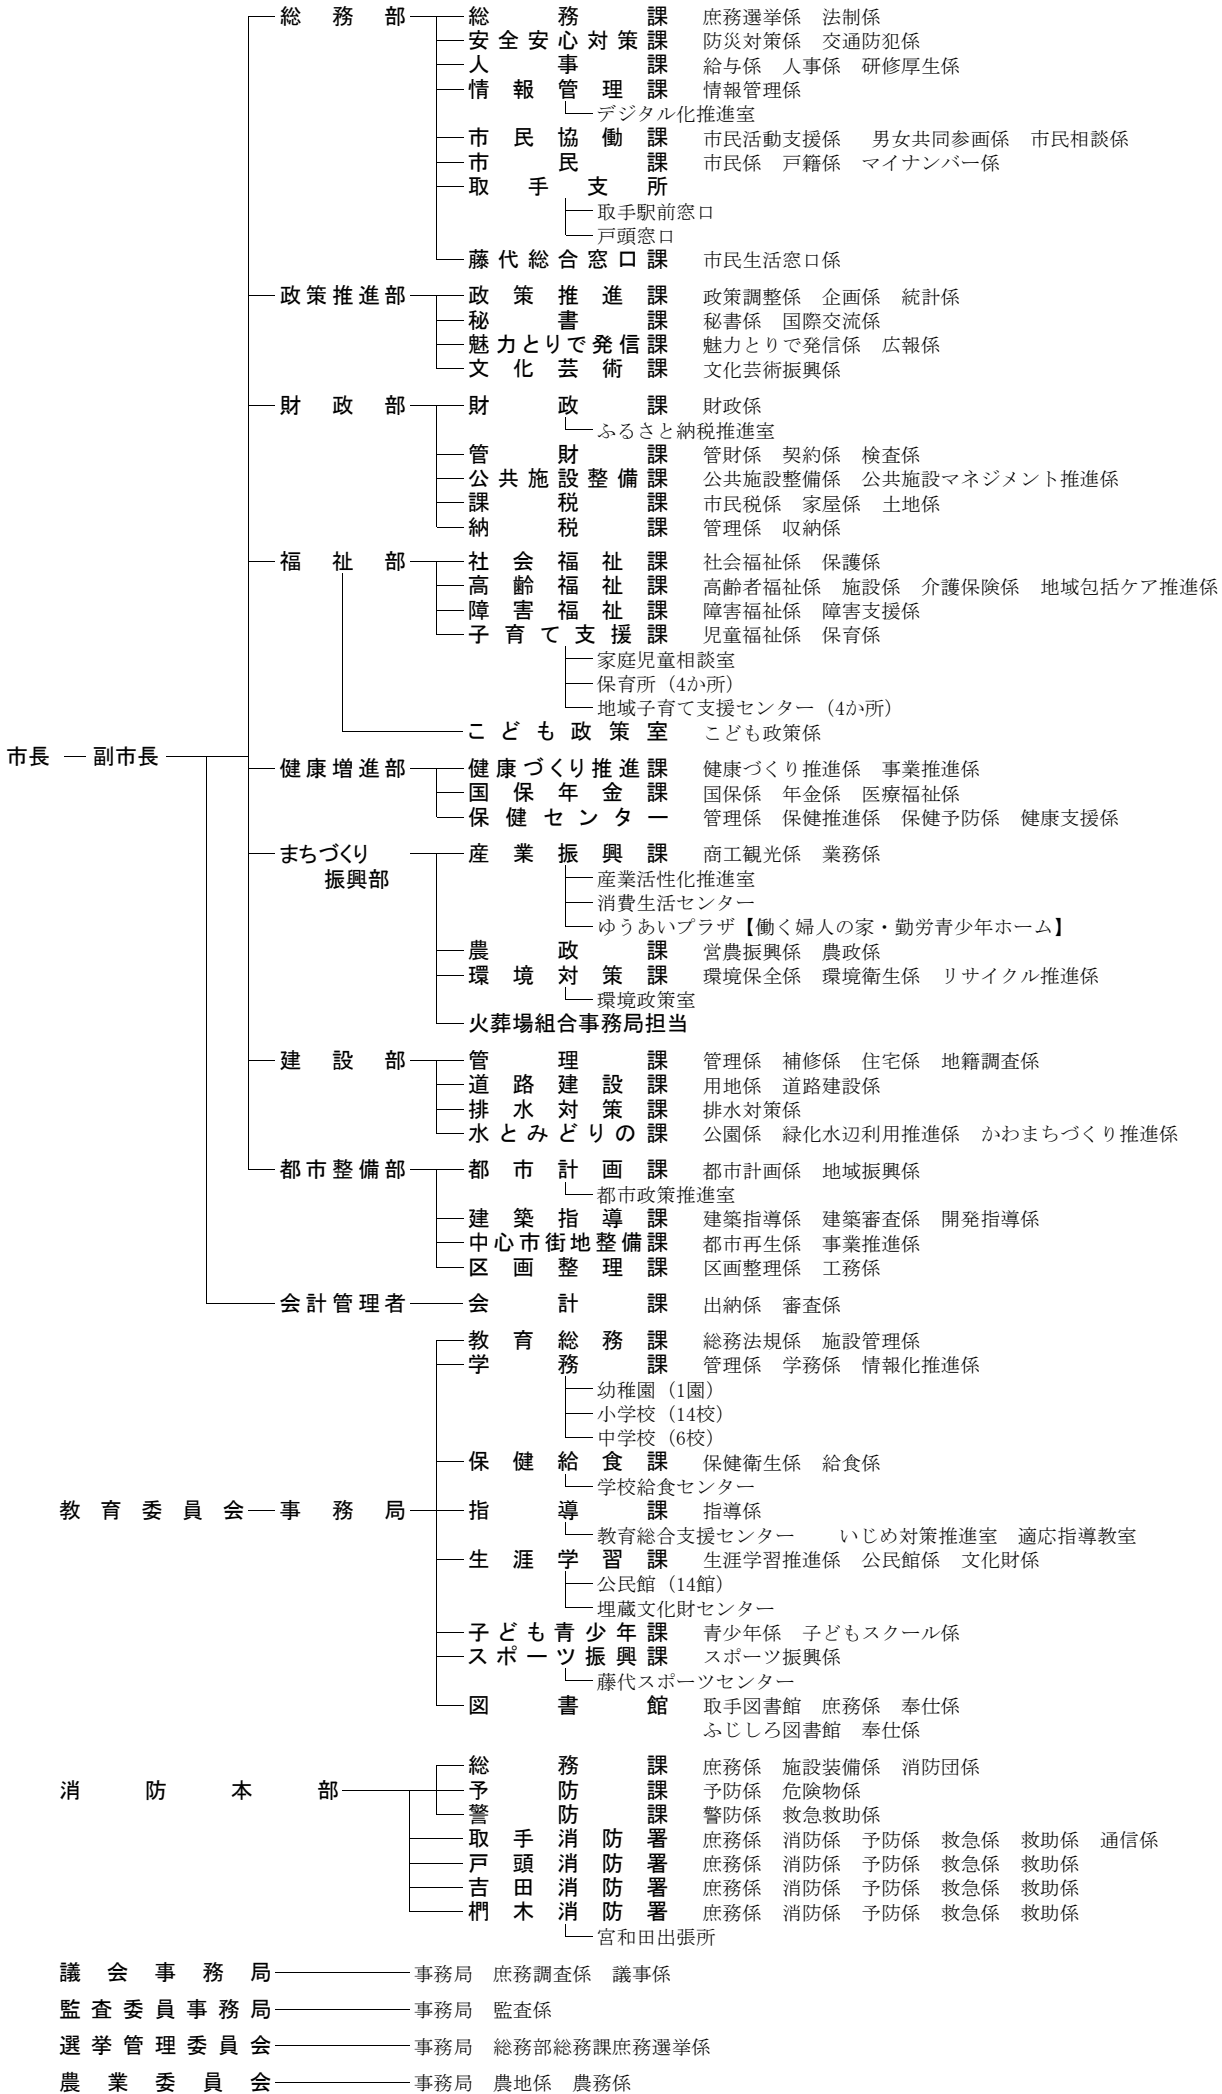 総務部 総務課 庶務選挙係 法制係
安全安心対策課 防災対策係 交通防犯係
人事課 給与係 人事係 研修厚生係
情報管理課 情報管理係
デジタル化推進室
市民協働課 市民活動支援係 男女共同参画係 市民相談係
市民課 市民係 戸籍係 マイナンバー係
取手支所
取手駅前窓口
戸頭窓口
藤代総合窓口課 市民生活窓口係
政策推進部 政策推進課 政策調整係 企画係 統計係
秘書課 秘書係 国際交流係
魅力とりで発信課 魅力とりで発信係 広報係
文化芸術課 文化芸術振興係
財政部 財政課 財政係
ふるさと納税推進室
管財課 管財係 契約係 検査係
公共施設整備課 公共施設整備係 公共施設マネジメント推進係
課税課 市民税係 家屋係 土地係
納税課 管理係 収納係
福祉部 社会福祉課 社会福祉係 保護係
高齢福祉課 高齢者福祉係 施設係 介護保険係 地域包括ケア推進係
障害福祉課 障害福祉係 障害支援係
子育て支援課 児童福祉係 保育係
家庭児童相談室
保育所（4か所）
地域子育て支援センター（4か所）
こども政策室 こども政策係
市長 副市長
健康増進部 健康づくり推進課 健康づくり推進係 事業推進係
国保年金課 国保係 年金係 医療福祉係
保健センター 管理係 保健推進係 保健予防係 健康支援係
まちづくり 産業振興課 商工観光係 業務係
振興部 産業活性化推進室
消費生活センター
ゆうあいプラザ【働く婦人の家・勤労青少年ホーム】
農政課 営農振興係 農政係
環境対策課 環境保全係 環境衛生係 リサイクル推進係
環境政策室
火葬場組合事務局担当
建設部 管理課 管理係 補修係 住宅係 地籍調査係
道路建設課 用地係 道路建設係
排水対策課 排水対策係
水とみどりの課 公園係 緑化水辺利用推進係 かわまちづくり推進係
都市整備部 都市計画課 都市計画係 地域振興係
都市政策推進室
建築指導課 建築指導係 建築審査係 開発指導係
中心市街地整備課 都市再生係 事業推進係
区画整理課 区画整理係 工務係
会計管理者 会計課 出納係 審査係
教育総務課 総務法規係 施設管理係
学務課 管理係 学務係 情報化推進係
幼稚園（1園）
小学校（14校）
中学校（6校）
保健給食課 保健衛生係 給食係
学校給食センター
教育委員会 事務局 指導課 指導係
教育総合支援センター いじめ対策推進室 適応指導教室
生涯学習課 生涯学習推進係 公民館係 文化財係
公民館（14館）
埋蔵文化財センター
子ども青少年課 青少年係 子どもスクール係
スポーツ振興課 スポーツ振興係
藤代スポーツセンター
図書館 取手図書館 庶務係 奉仕係
ふじしろ図書館 奉仕係
総務課 庶務係 施設装備係 消防団係
消防本部 予防課 予防係 危険物係
警防課 警防係 救急救助係
取手消防署 庶務係 消防係 予防係 救急係 救助係 通信係
戸頭消防署 庶務係 消防係 予防係 救急係 救助係
吉田消防署 庶務係 消防係 予防係 救急係 救助係
椚木消防署 庶務係 消防係 予防係 救急係 救助係
宮和田出張所
議会事務局 事務局 庶務調査係 議事係
監査委員事務局 事務局 監査係
選挙管理委員会 事務局 総務部総務課庶務選挙係
農業委員会 事務局 農地係 農務係